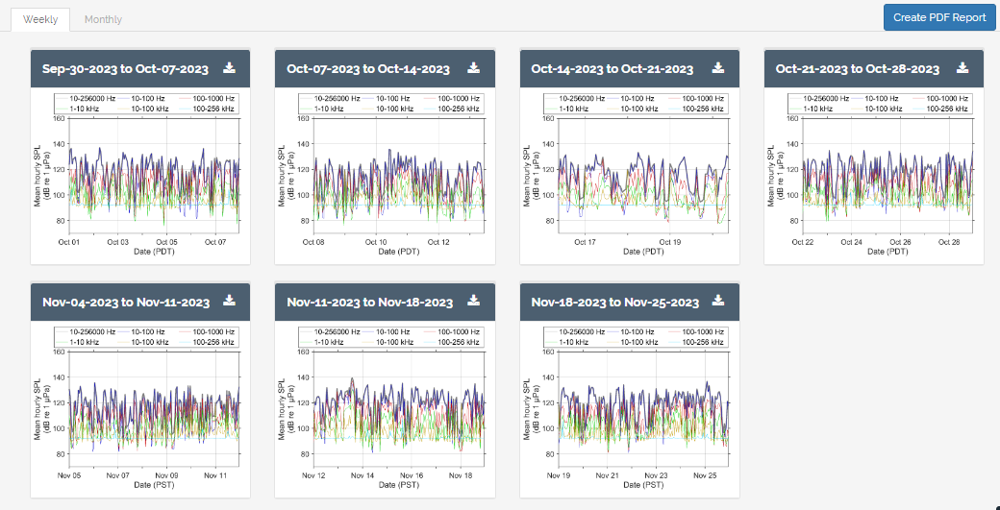 Weekly Monthly Create PDF Report
Sep-30-2023 to Oct-07-2023 Oct-07-2023 to Oct-14-2023 Oct-14-2023 to Oct-21-2023 Oct-21-2023 to Oct-28-2023
10-256000 Hz 10-100 Hz 100-1000 Hz
1-10 kHz 10-100 kHz 100-256 kHz
160
140
120
100
80
Mean hourly SPL
(dB re 1 µPa)
Oct 01 Oct 03 Oct 05 Oct 07
Date (PDT)
10-256000 Hz 10-100 Hz 100-1000 Hz
1-10 kHz 10-100 kHz 100-256 kHz
160
140
120
100
80
Mean hourly SPL
(dB re 1 µPa)
Oct 08 Oct 10 Oct 12
Date (PDT)
10-256000 Hz 10-100 Hz 100-1000 Hz
1-10 kHz 10-100 kHz 100-256 kHz
160
140
120
100
80
Mean hourly SPL
(dB re 1 µPa)
Oct 17 Oct 19
Date (PDT)
10-256000 Hz 10-100 Hz 100-1000 Hz
1-10 kHz 10-100 kHz 100-256 kHz
160
140
120
100
80
Mean hourly SPL
(dB re 1 µPa)
Oct 22 Oct 24 Oct 26 Oct 28
Date (PDT)
Nov-04-2023 to Nov-11-2023 Nov-11-2023 to Nov-18-2023 Nov-18-2023 to Nov-25-2023
10-256000 Hz 10-100 Hz 100-1000 Hz
1-10 kHz 10-100 kHz 100-256 kHz
160
140
120
100
80
Mean hourly SPL
(dB re 1 µPa)
Nov 05 Nov 07 Nov 09 Nov 11
Date (PST)
10-256000 Hz 10-100 Hz 100-1000 Hz
1-10 kHz 10-100 kHz 100-256 kHz
160
140
120
100
80
Mean hourly SPL
(dB re 1 µPa)
Nov 12 Nov 14 Nov 16 Nov 18
Date (PST)
10-256000 Hz 10-100 Hz 100-1000 Hz
1-10 kHz 10-100 kHz 100-256 kHz
160
140
120
100
80
Mean hourly SPL
(dB re 1 µPa)
Nov 19 Nov 21 Nov 23 Nov 25
Date (PST)